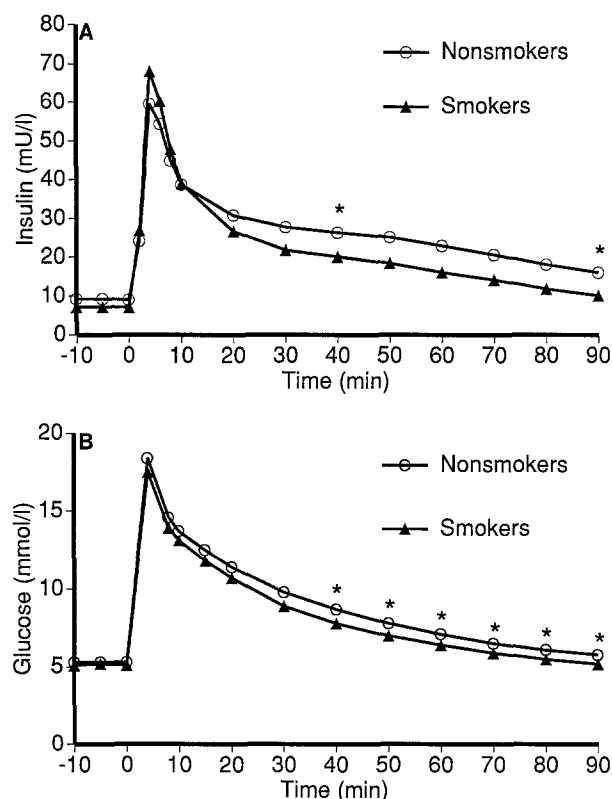 A
80
70
60
50
40
30
20
10
0
Insulin (mU/l)
Nonsmokers
Smokers
*
*
-10 0 10 20 30 40 50 60 70 80 90
Time (min)
B
20
15
10
5
0
Glucose (mmol/l)
Nonsmokers
Smokers
* * * * * *
-10 0 10 20 30 40 50 60 70 80 90
Time (min)